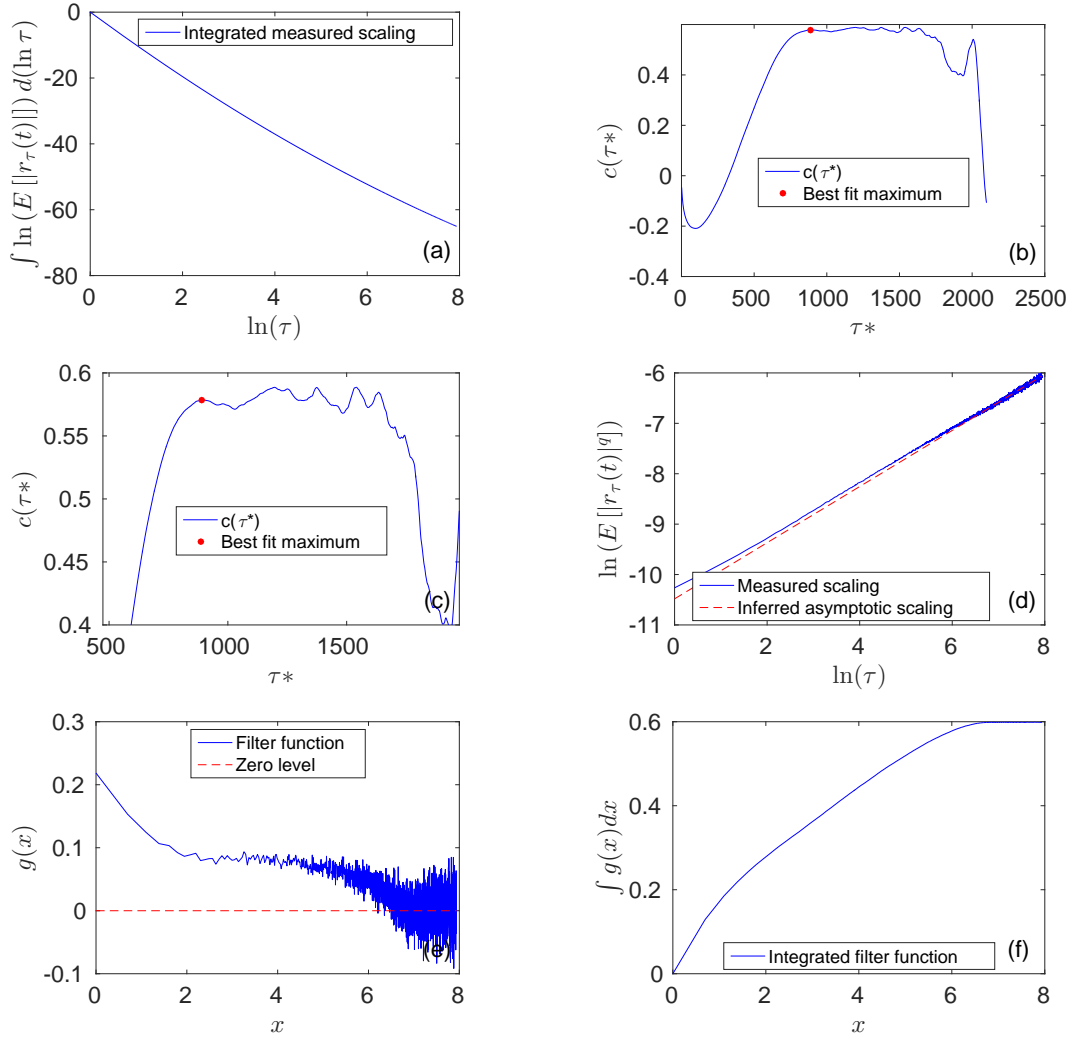 0
-20
-40
-60
-80
0 2 4 6 8
∫ ln (E [|r_τ(t)|]) d(ln τ)
ln(τ)
Integrated measured scaling
(a)
0.4
0.2
0
-0.2
-0.4
0 500 1000 1500 2000 2500
c(τ*)
τ*
c(τ*)
Best fit maximum
(b)
0.6
0.55
0.5
0.45
0.4
500 1000 1500
c(τ*)
τ*
c(τ*)
Best fit maximum
(c)
-6
-7
-8
-9
-10
-11
0 2 4 6 8
ln (E [|r_τ(t)|^q])
ln(τ)
Measured scaling
Inferred asymptotic scaling
(d)
0.3
0.2
0.1
0
-0.1
0 2 4 6 8
g(x)
x
Filter function
Zero level
(e)
0.6
0.4
0.2
0
0 2 4 6 8
∫ g(x)dx
x
Integrated filter function
(f)